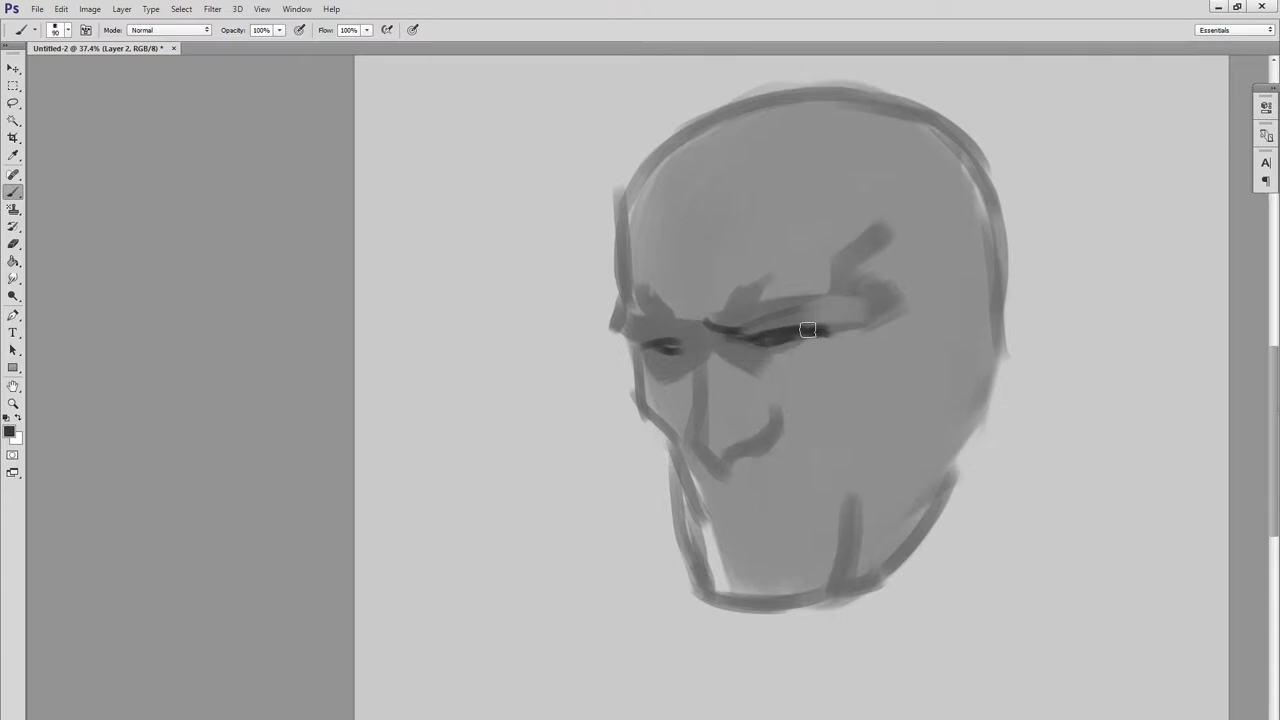 Ps File Edit Image Layer Type Select Filter 3D View Window Help
90 Mode: Normal Opacity: 100% Flow: 100% Essentials
Untitled-2 @ 37.4% (Layer 2, RGB/8) * ×